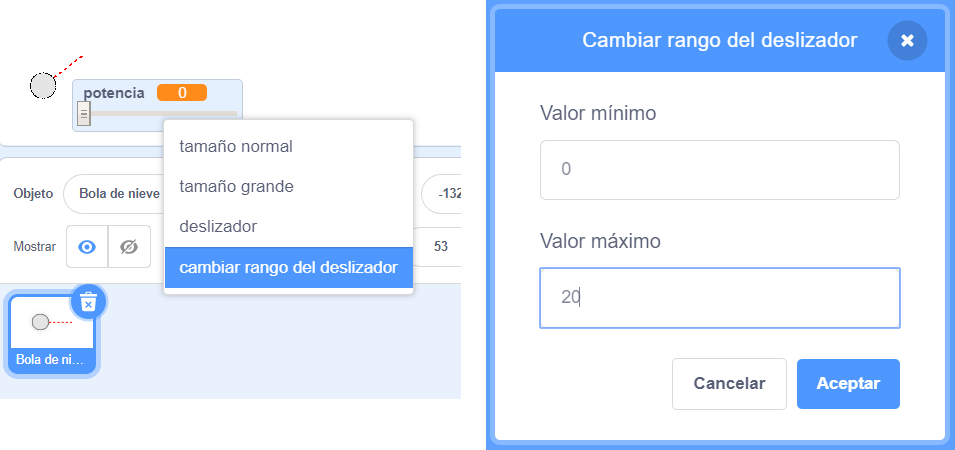 potencia 0
tamaño normal
tamaño grande
deslizador
cambiar rango del deslizador
Objeto Bola de nieve -132
Mostrar 53
Bola de ni...
Cambiar rango del deslizador
Valor mínimo
0
Valor máximo
20
Cancelar Aceptar